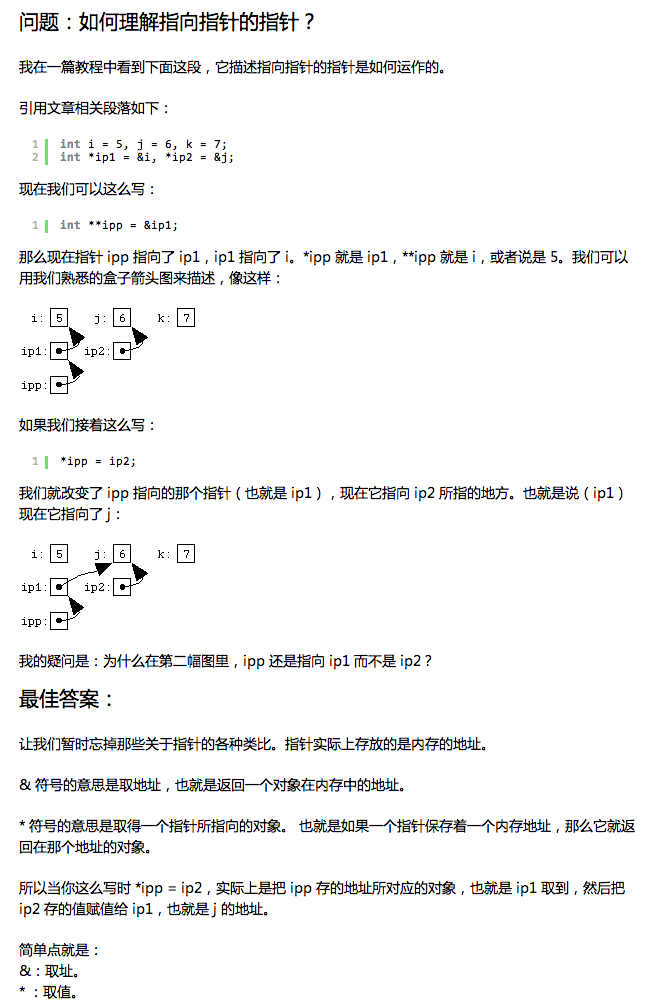 问题：如何理解指向指针的指针？
我在一篇教程中看到下面这段，它描述指向指针的指针是如何运作的。
引用文章相关段落如下：
1 int i = 5, j = 6, k = 7;
2 int *ip1 = &i, *ip2 = &j;
现在我们可以这么写：
1 int **ipp = &ip1;
那么现在指针 ipp 指向了 ip1，ip1 指向了 i。*ipp 就是 ip1，**ipp 就是 i，或者说是 5。我们可以
用我们熟悉的盒子箭头图来描述，像这样：
i: 5 j: 6 k: 7
ip1: ip2:
ipp:
如果我们接着这么写：
1 *ipp = ip2;
我们就改变了 ipp 指向的那个指针（也就是 ip1），现在它指向 ip2 所指的地方。也就是说（ip1）
现在它指向了 j：
i: 5 j: 6 k: 7
ip1: ip2:
ipp:
我的疑问是：为什么在第二幅图里，ipp 还是指向 ip1 而不是 ip2？
最佳答案：
让我们暂时忘掉那些关于指针的各种类比。指针实际上存放的是内存的地址。
& 符号的意思是取地址，也就是返回一个对象在内存中的地址。
* 符号的意思是取得一个指针所指向的对象。 也就是如果一个指针保存着一个内存地址，那么它就返
回在那个地址的对象。
所以当你这么写时 *ipp = ip2，实际上是把 ipp 存的地址所对应的对象，也就是 ip1 取到，然后把
ip2 存的值赋值给 ip1，也就是 j 的地址。
简单点就是：
&：取址。
* ：取值。